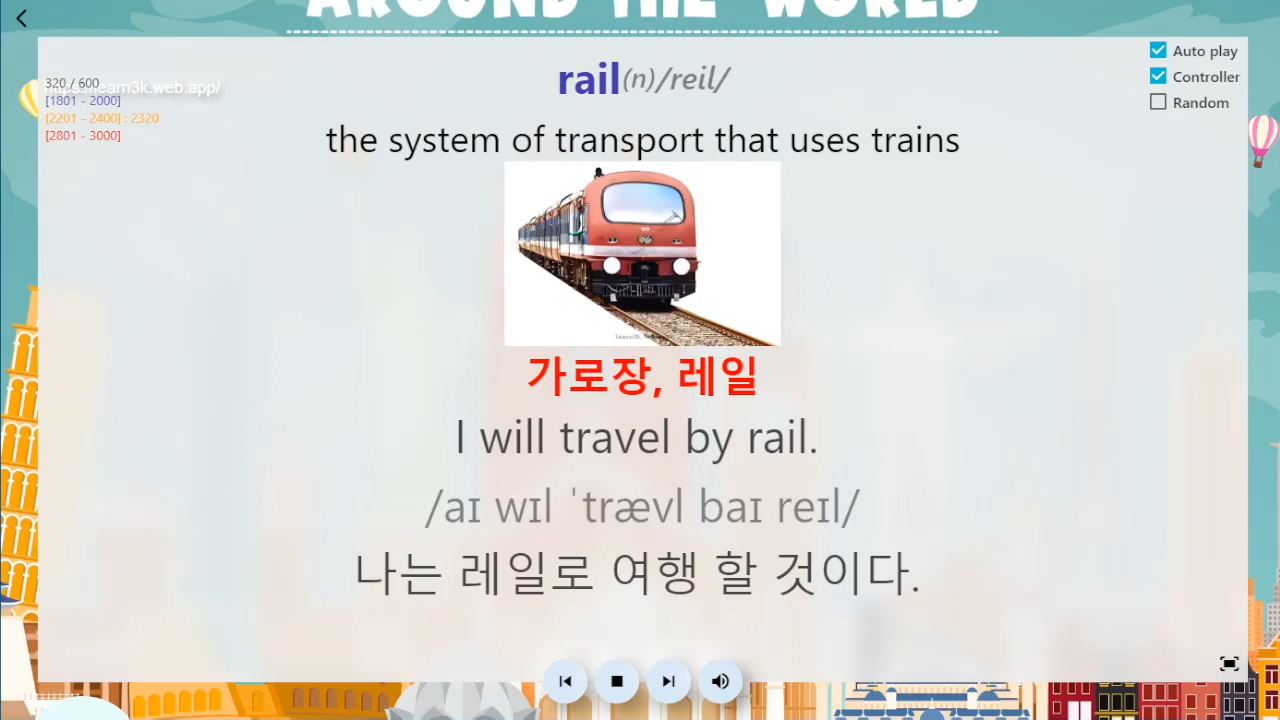 AROUND THE WORLD
320 / 600
https://learn3k.web.app/
[1801 - 2000]
[2201 - 2400] : 2320
[2801 - 3000]
Auto play
Controller
Random
rail(n)/reil/
the system of transport that uses trains
가로장, 레일
I will travel by rail.
/aɪ wɪl ˈtrævl baɪ reɪl/
나는 레일로 여행 할 것이다.